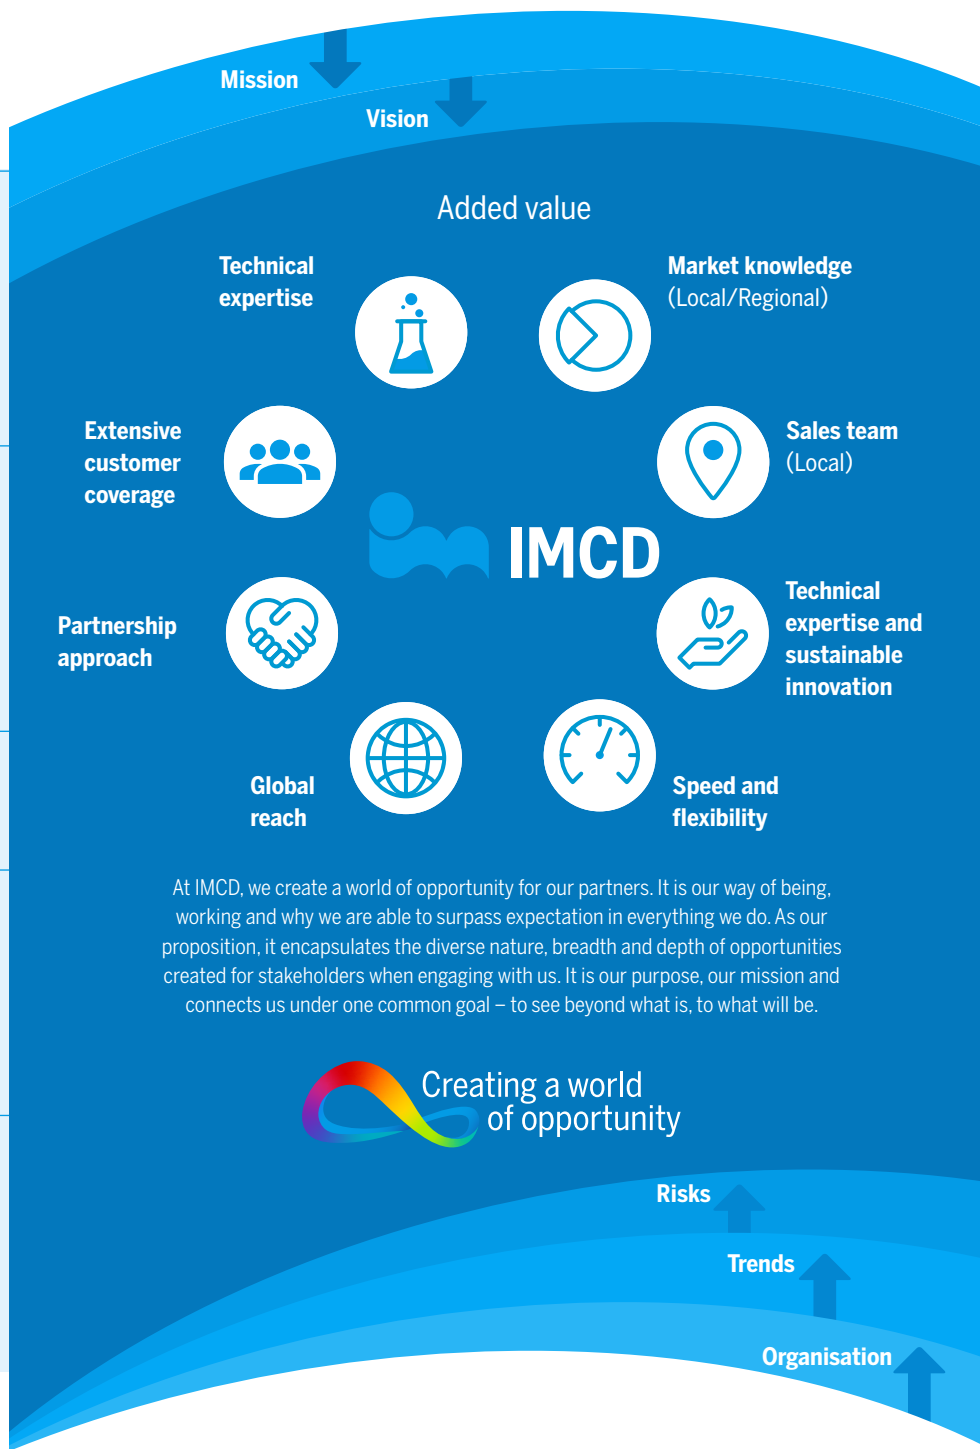 Mission
Vision
Added value
Technical
expertise
Market knowledge
(Local/Regional)
Extensive
customer
coverage
Sales team
(Local)
IMCD
Partnership
approach
Technical
expertise and
sustainable
innovation
Global
reach
Speed and
flexibility
At IMCD, we create a world of opportunity for our partners. It is our way of being,
working and why we are able to surpass expectation in everything we do. As our
proposition, it encapsulates the diverse nature, breadth and depth of opportunities
created for stakeholders when engaging with us. It is our purpose, our mission and
connects us under one common goal – to see beyond what is, to what will be.
Creating a world
of opportunity
Risks
Trends
Organisation